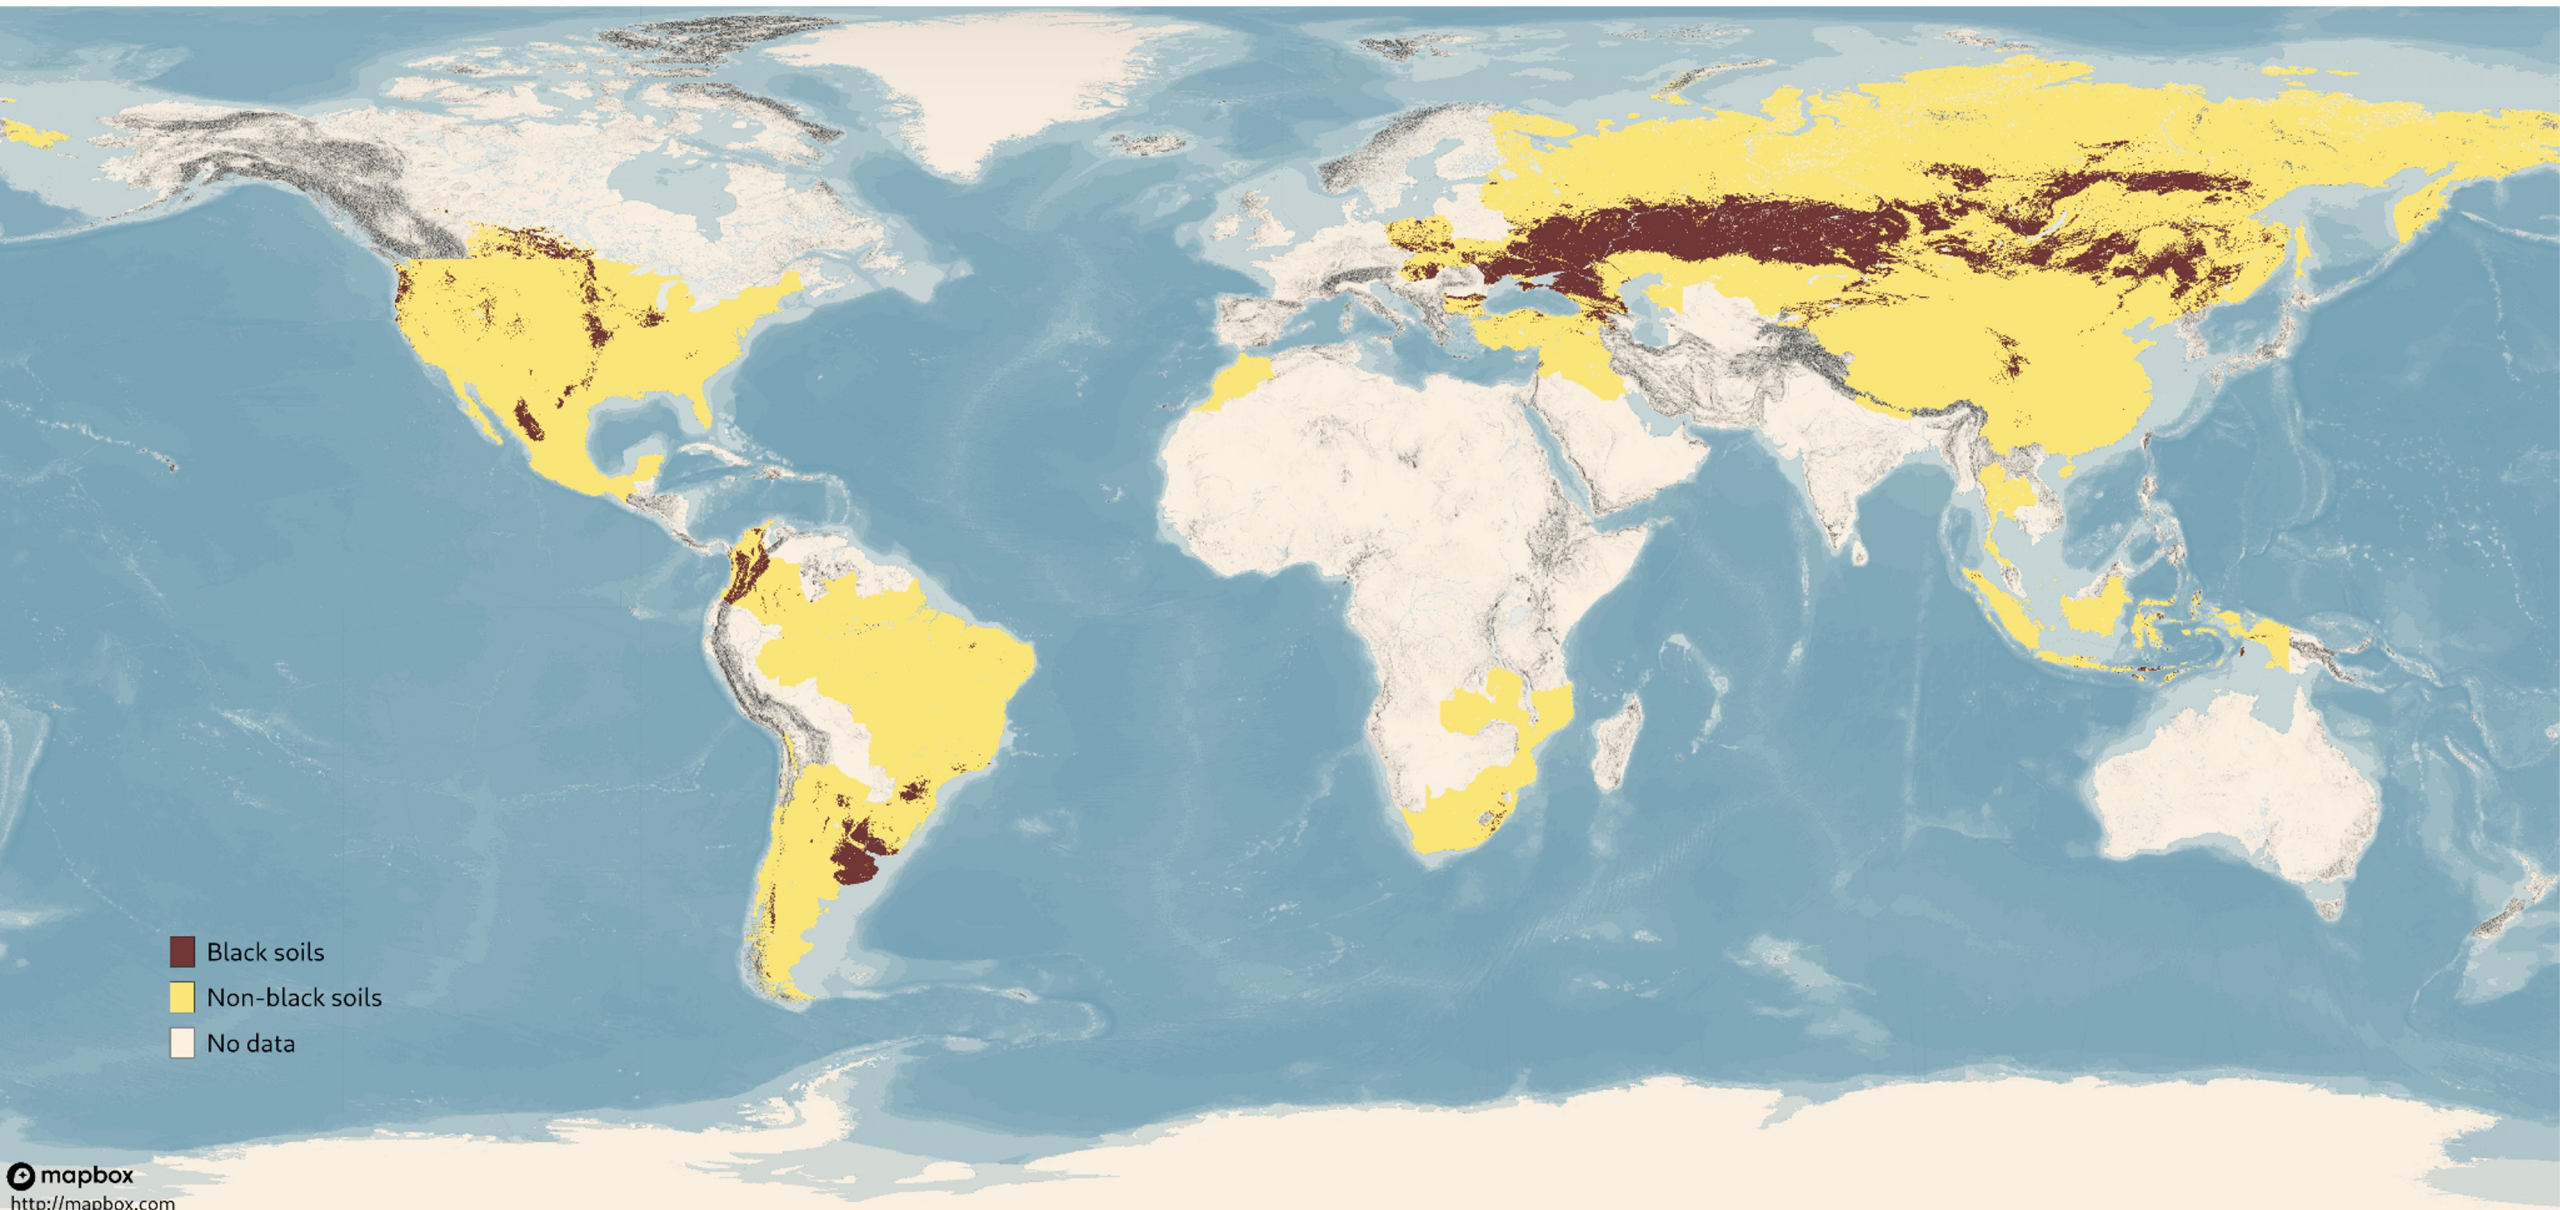 Black soils
Non-black soils
No data
mapbox
http://mapbox.com